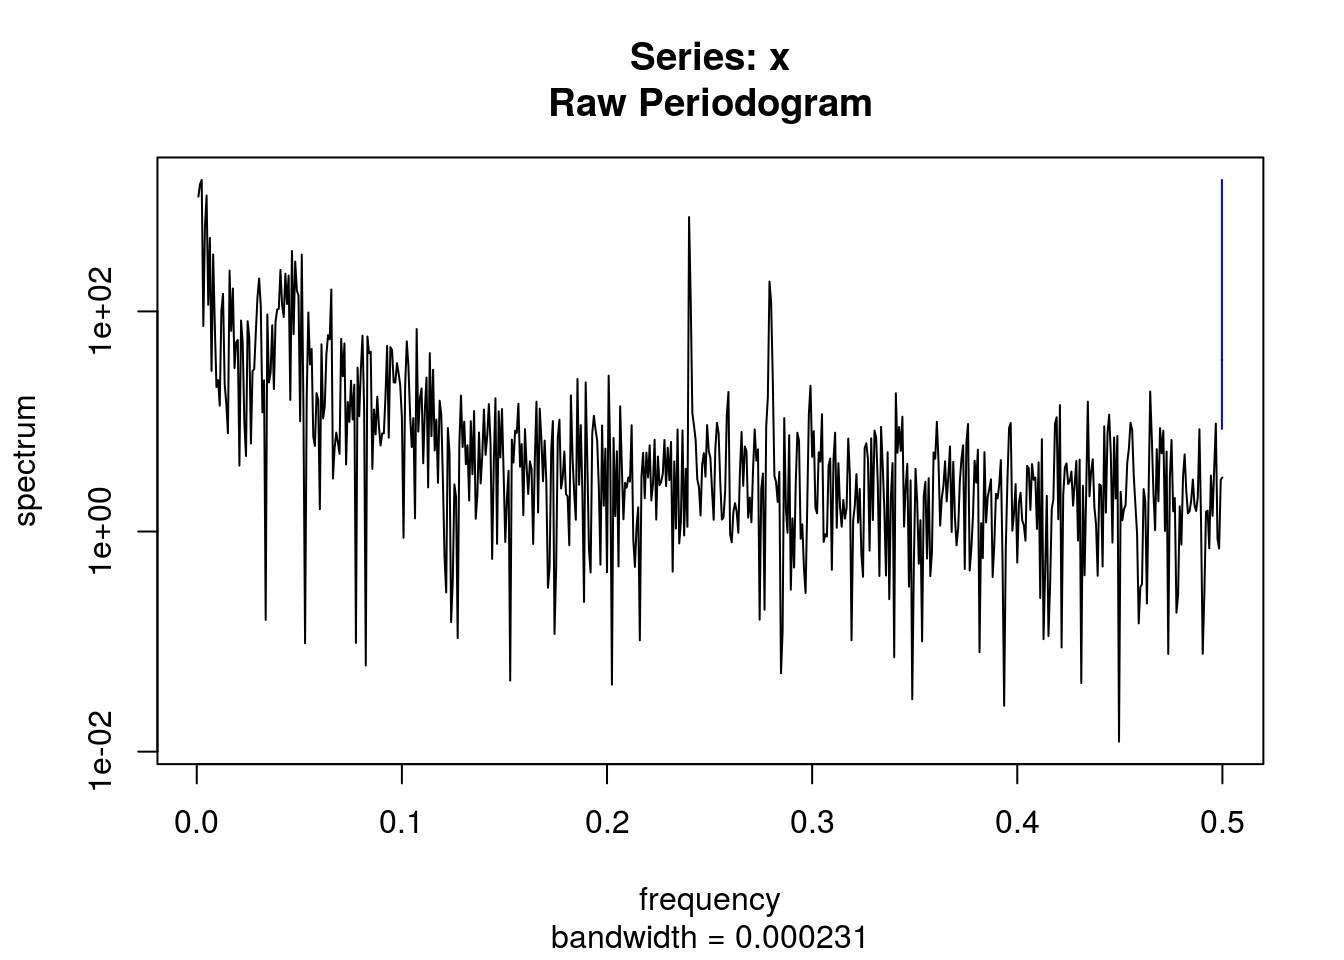 Series: x
Raw Periodogram
spectrum
1e+02
1e+00
1e-02
0.0 0.1 0.2 0.3 0.4 0.5
frequency
bandwidth = 0.000231